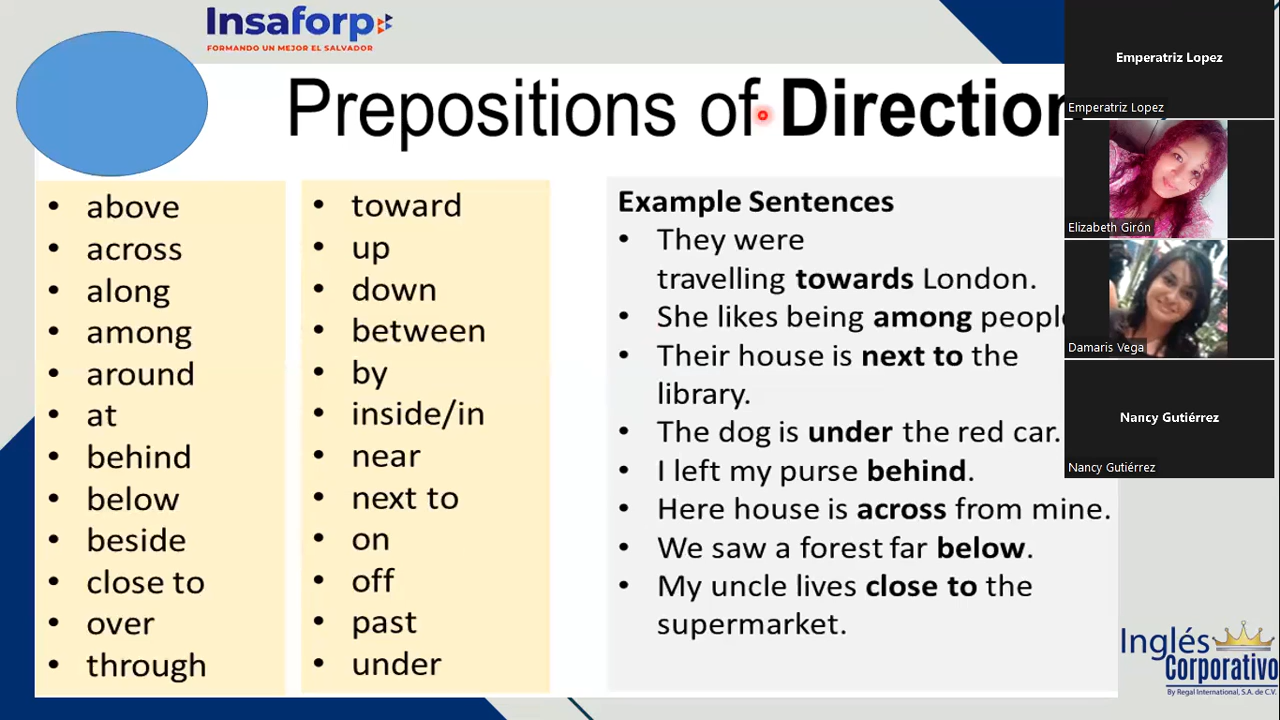 Insaforp
FORMANDO UN MEJOR EL SALVADOR
Prepositions of Direction
• above
• across
• along
• among
• around
• at
• behind
• below
• beside
• close to
• over
• through
• toward
• up
• down
• between
• by
• inside/in
• near
• next to
• on
• off
• past
• under
Example Sentences
• They were
travelling towards London.
• She likes being among people
• Their house is next to the
library.
• The dog is under the red car.
• I left my purse behind.
• Here house is across from mine.
• We saw a forest far below.
• My uncle lives close to the
supermarket.
Emperatriz Lopez
Emperatriz Lopez
Elizabeth Girón
Damaris Vega
Nancy Gutiérrez
Nancy Gutiérrez
Inglés
Corporativo
By Regal International, S.A. de C.V.